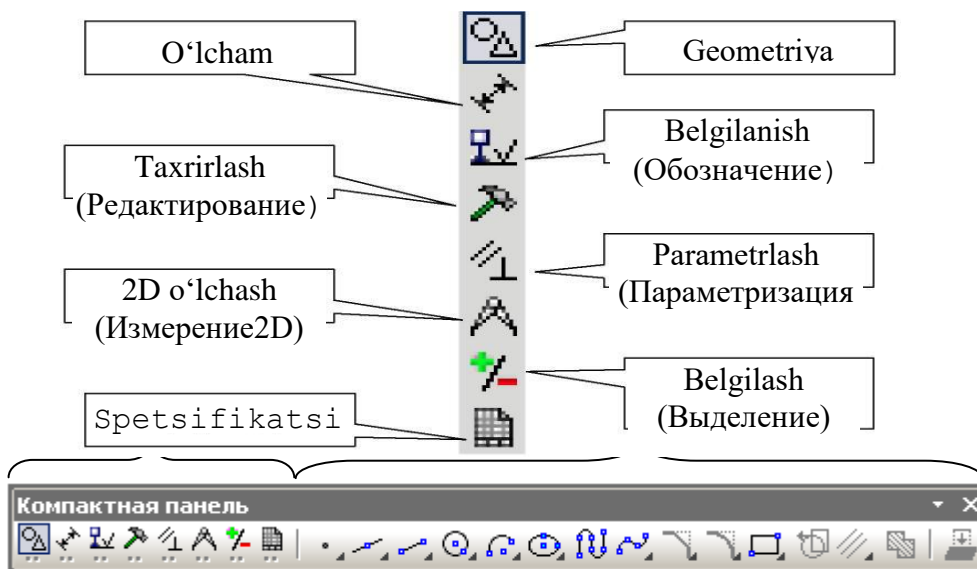 O‘lcham
Geometriya
Belgilanish
(Обозначение)
Taxrirlash
(Редактирование)
Parametrlash
(Параметризация
2D o‘lchash
(Измерение2D)
Belgilash
(Выделение)
Spetsifikatsi
Компактная панель